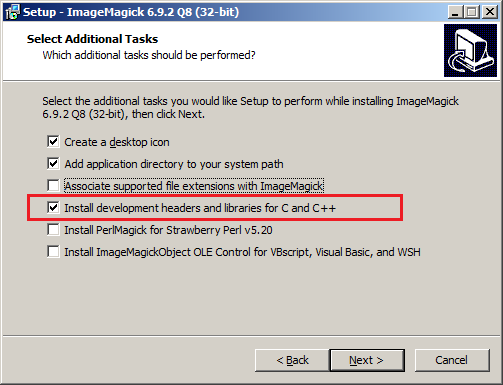 Setup - ImageMagick 6.9.2 Q8 (32-bit)
Select Additional Tasks
Which additional tasks should be performed?
Select the additional tasks you would like Setup to perform while installing ImageMagick
6.9.2 Q8 (32-bit), then click Next.
Create a desktop icon
Add application directory to your system path
Associate supported file extensions with ImageMagick
Install development headers and libraries for C and C++
Install PerlMagick for Strawberry Perl v5.20
Install ImageMagickObject OLE Control for VBscript, Visual Basic, and WSH
< Back
Next >
Cancel